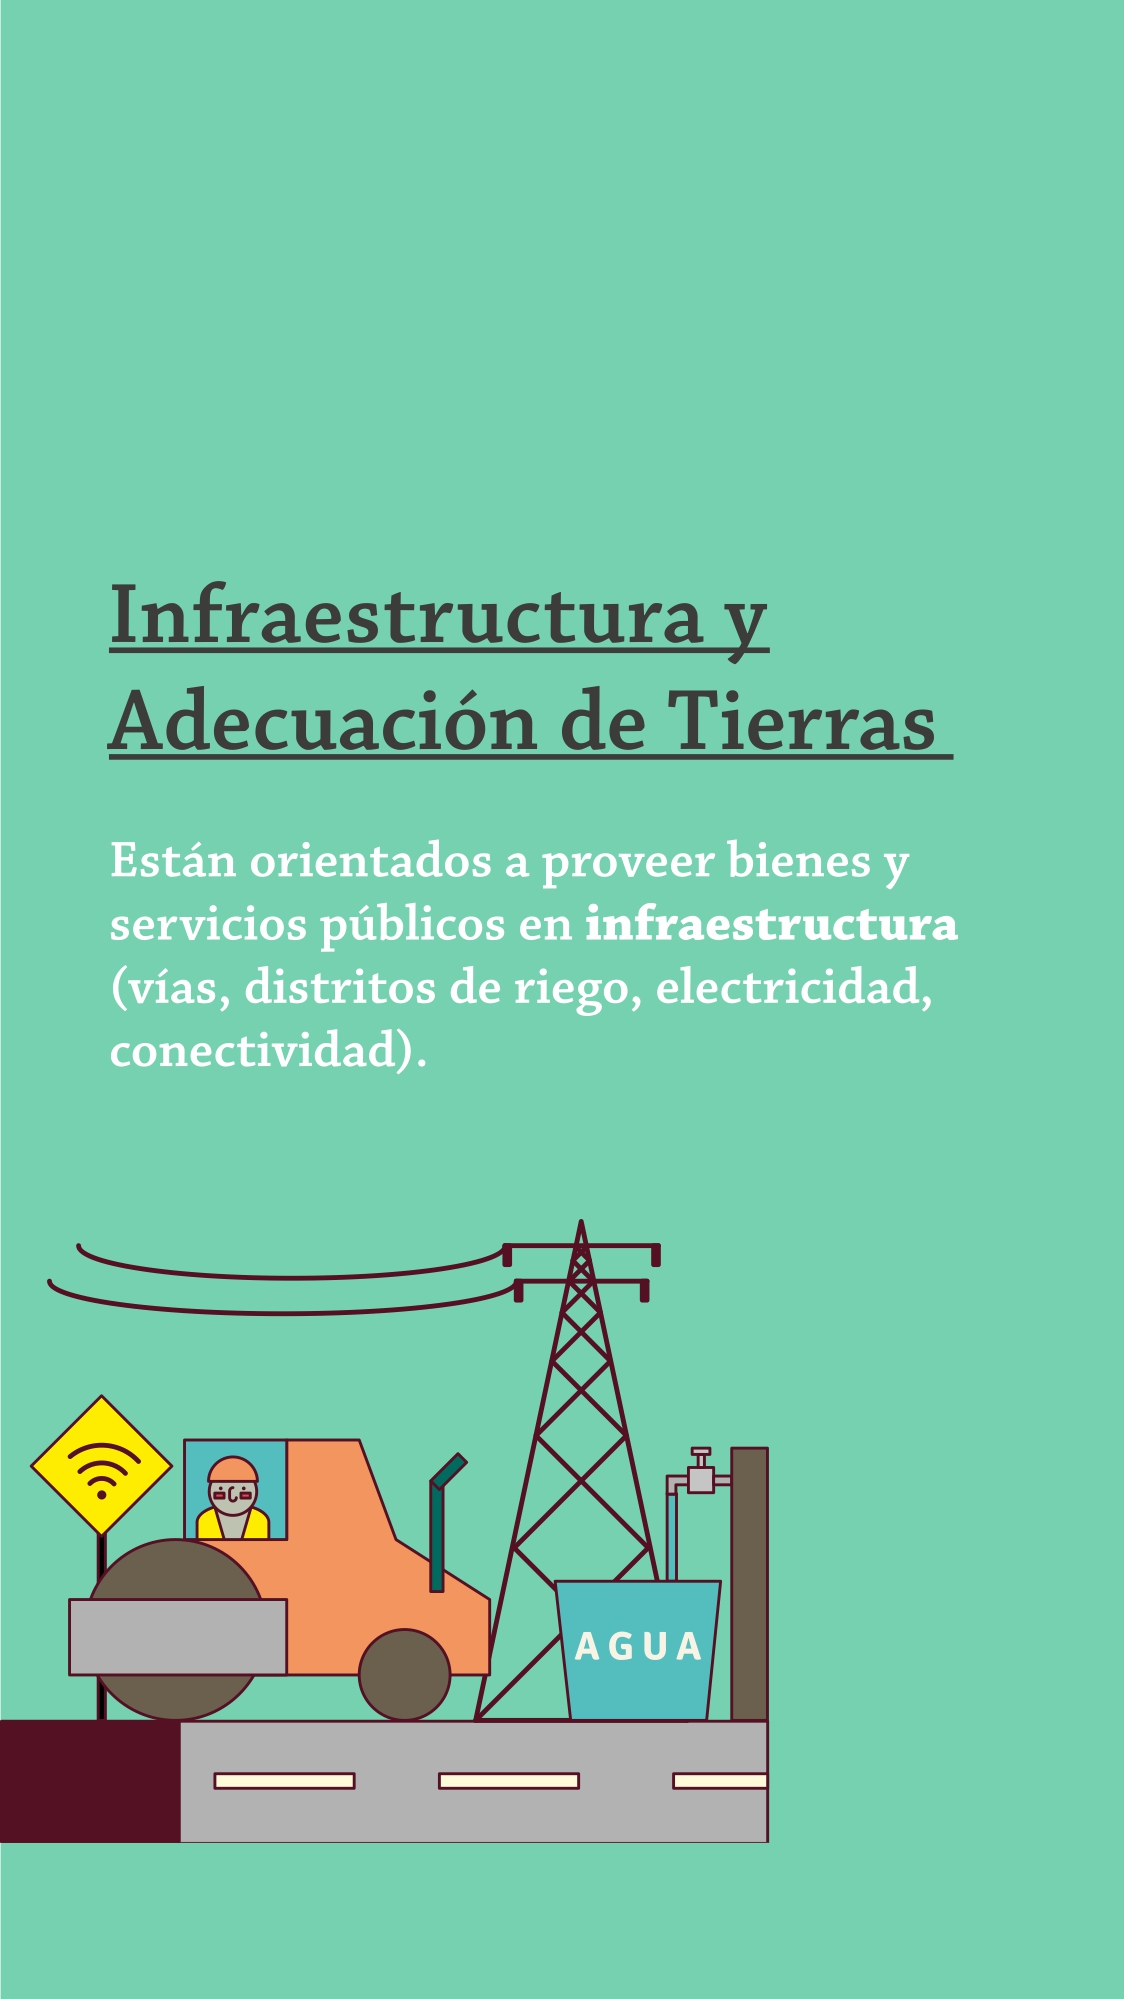 Infraestructura y
Adecuación de Tierras
Están orientados a proveer bienes y
servicios públicos en infraestructura
(vías, distritos de riego, electricidad,
conectividad).
AGUA